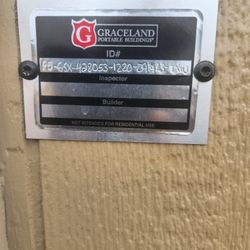 G
GRACELAND
PORTABLE BUILDINGS®
ID#
Inspector
Builder
NOT INTENDED FOR RESIDENTIAL USE